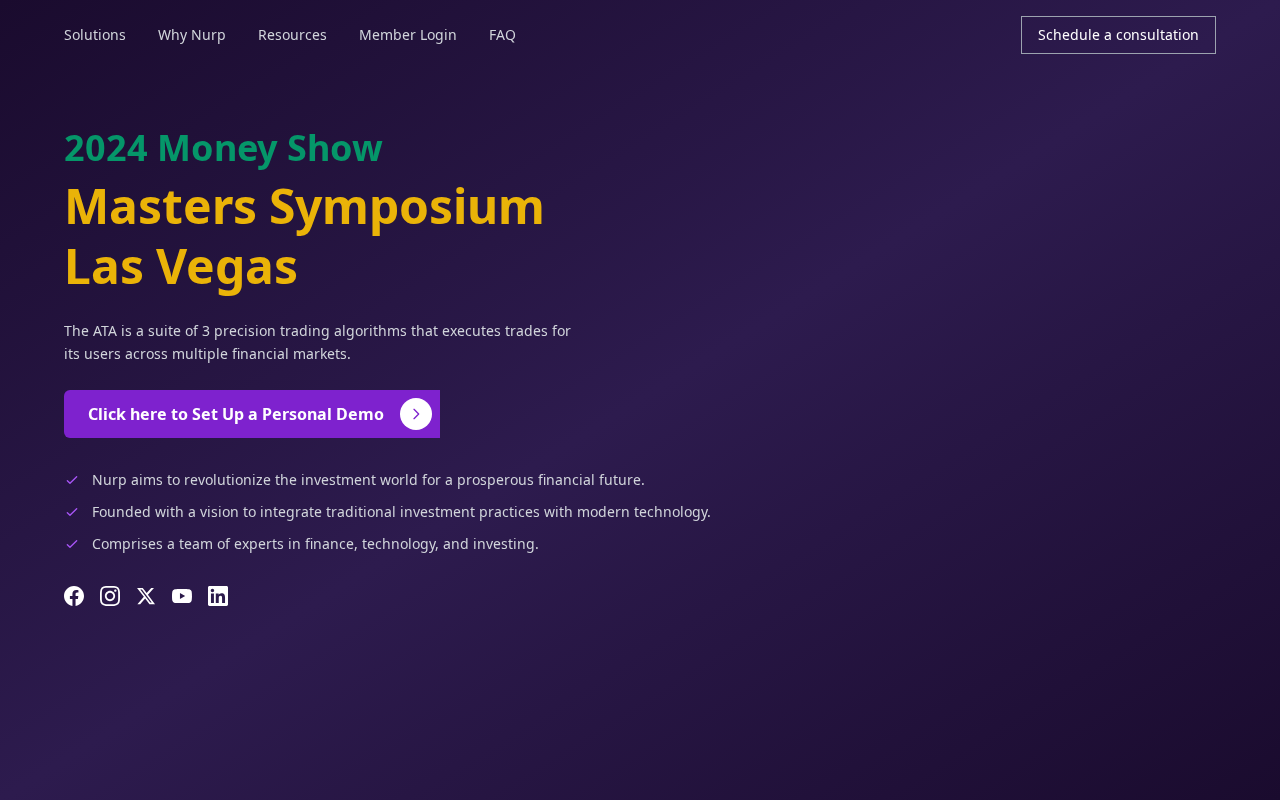 Solutions
Why Nurp
Resources
Member Login
FAQ
Schedule a consultation
2024 Money Show
Masters Symposium
Las Vegas
The ATA is a suite of 3 precision trading algorithms that executes trades for
its users across multiple financial markets.
Click here to Set Up a Personal Demo
Nurp aims to revolutionize the investment world for a prosperous financial future.
Founded with a vision to integrate traditional investment practices with modern technology.
Comprises a team of experts in finance, technology, and investing.